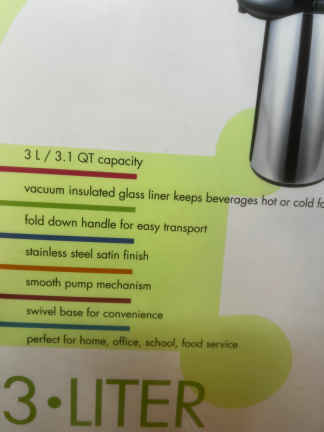 3 L / 3.1 QT capacity
vacuum insulated glass liner keeps beverages hot or cold
fold down handle for easy transport
stainless steel satin finish
smooth pump mechanism
swivel base for convenience
perfect for home, office, school, food service
3•LITER